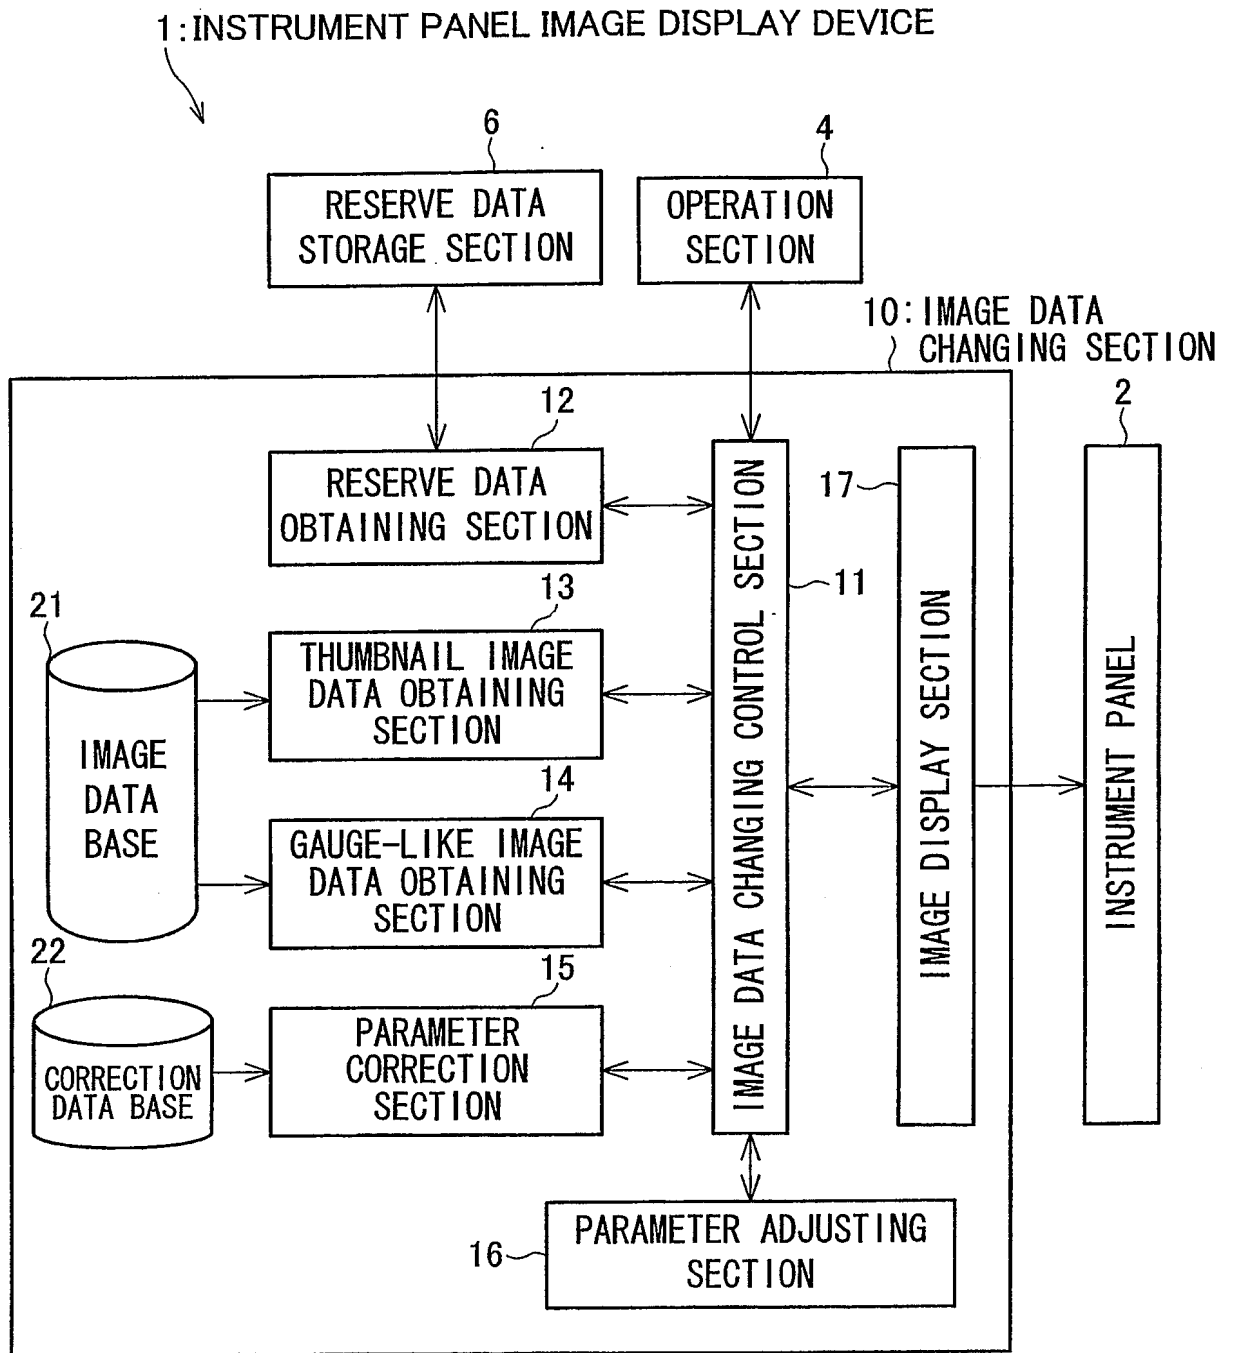 1:INSTRUMENT PANEL IMAGE DISPLAY DEVICE
6
RESERVE DATA
STORAGE SECTION
4
OPERATION
SECTION
10:IMAGE DATA
CHANGING SECTION
12
RESERVE DATA
OBTAINING SECTION
2
INSTRUMENT PANEL
17
IMAGE DISPLAY SECTION
11
IMAGE DATA CHANGING CONTROL SECTION
21
IMAGE
DATA
BASE
13
THUMBNAIL IMAGE
DATA OBTAINING
SECTION
14
GAUGE-LIKE IMAGE
DATA OBTAINING
SECTION
22
CORRECTION
DATA BASE
15
PARAMETER
CORRECTION
SECTION
16
PARAMETER ADJUSTING
SECTION